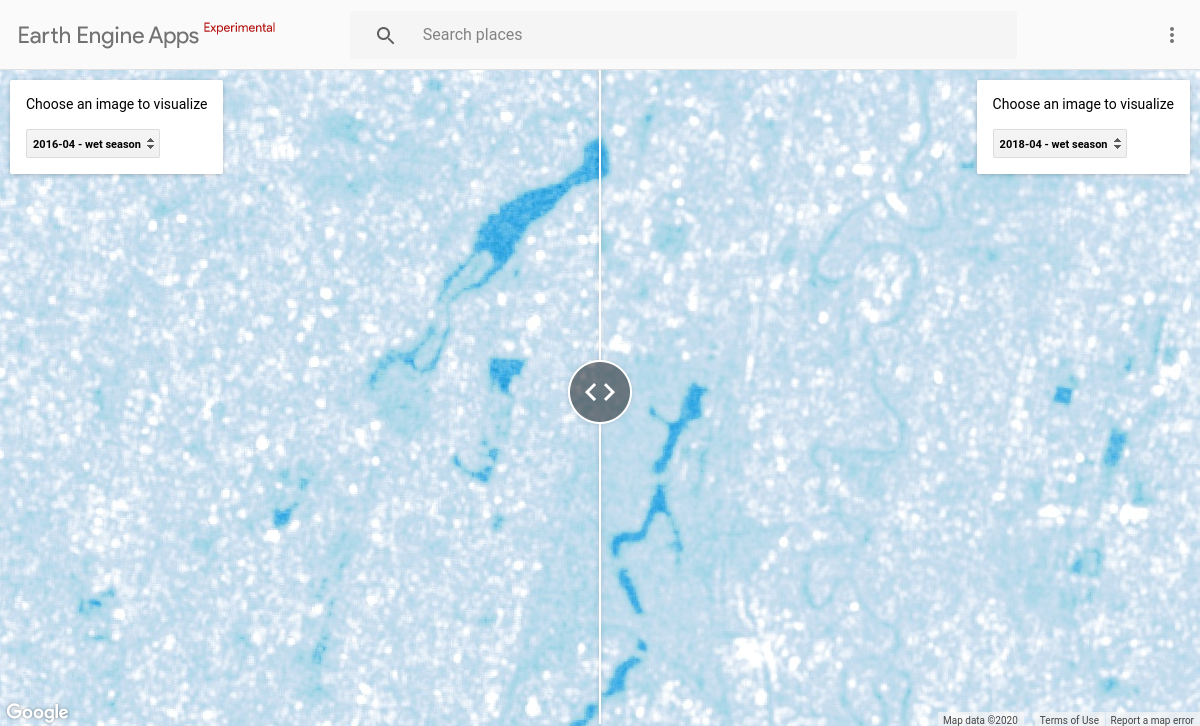 Earth Engine Apps Experimental
Search places
Choose an image to visualize
2016-04 - wet season
Choose an image to visualize
2018-04 - wet season
Google
Map data ©2020 Terms of Use Report a map error